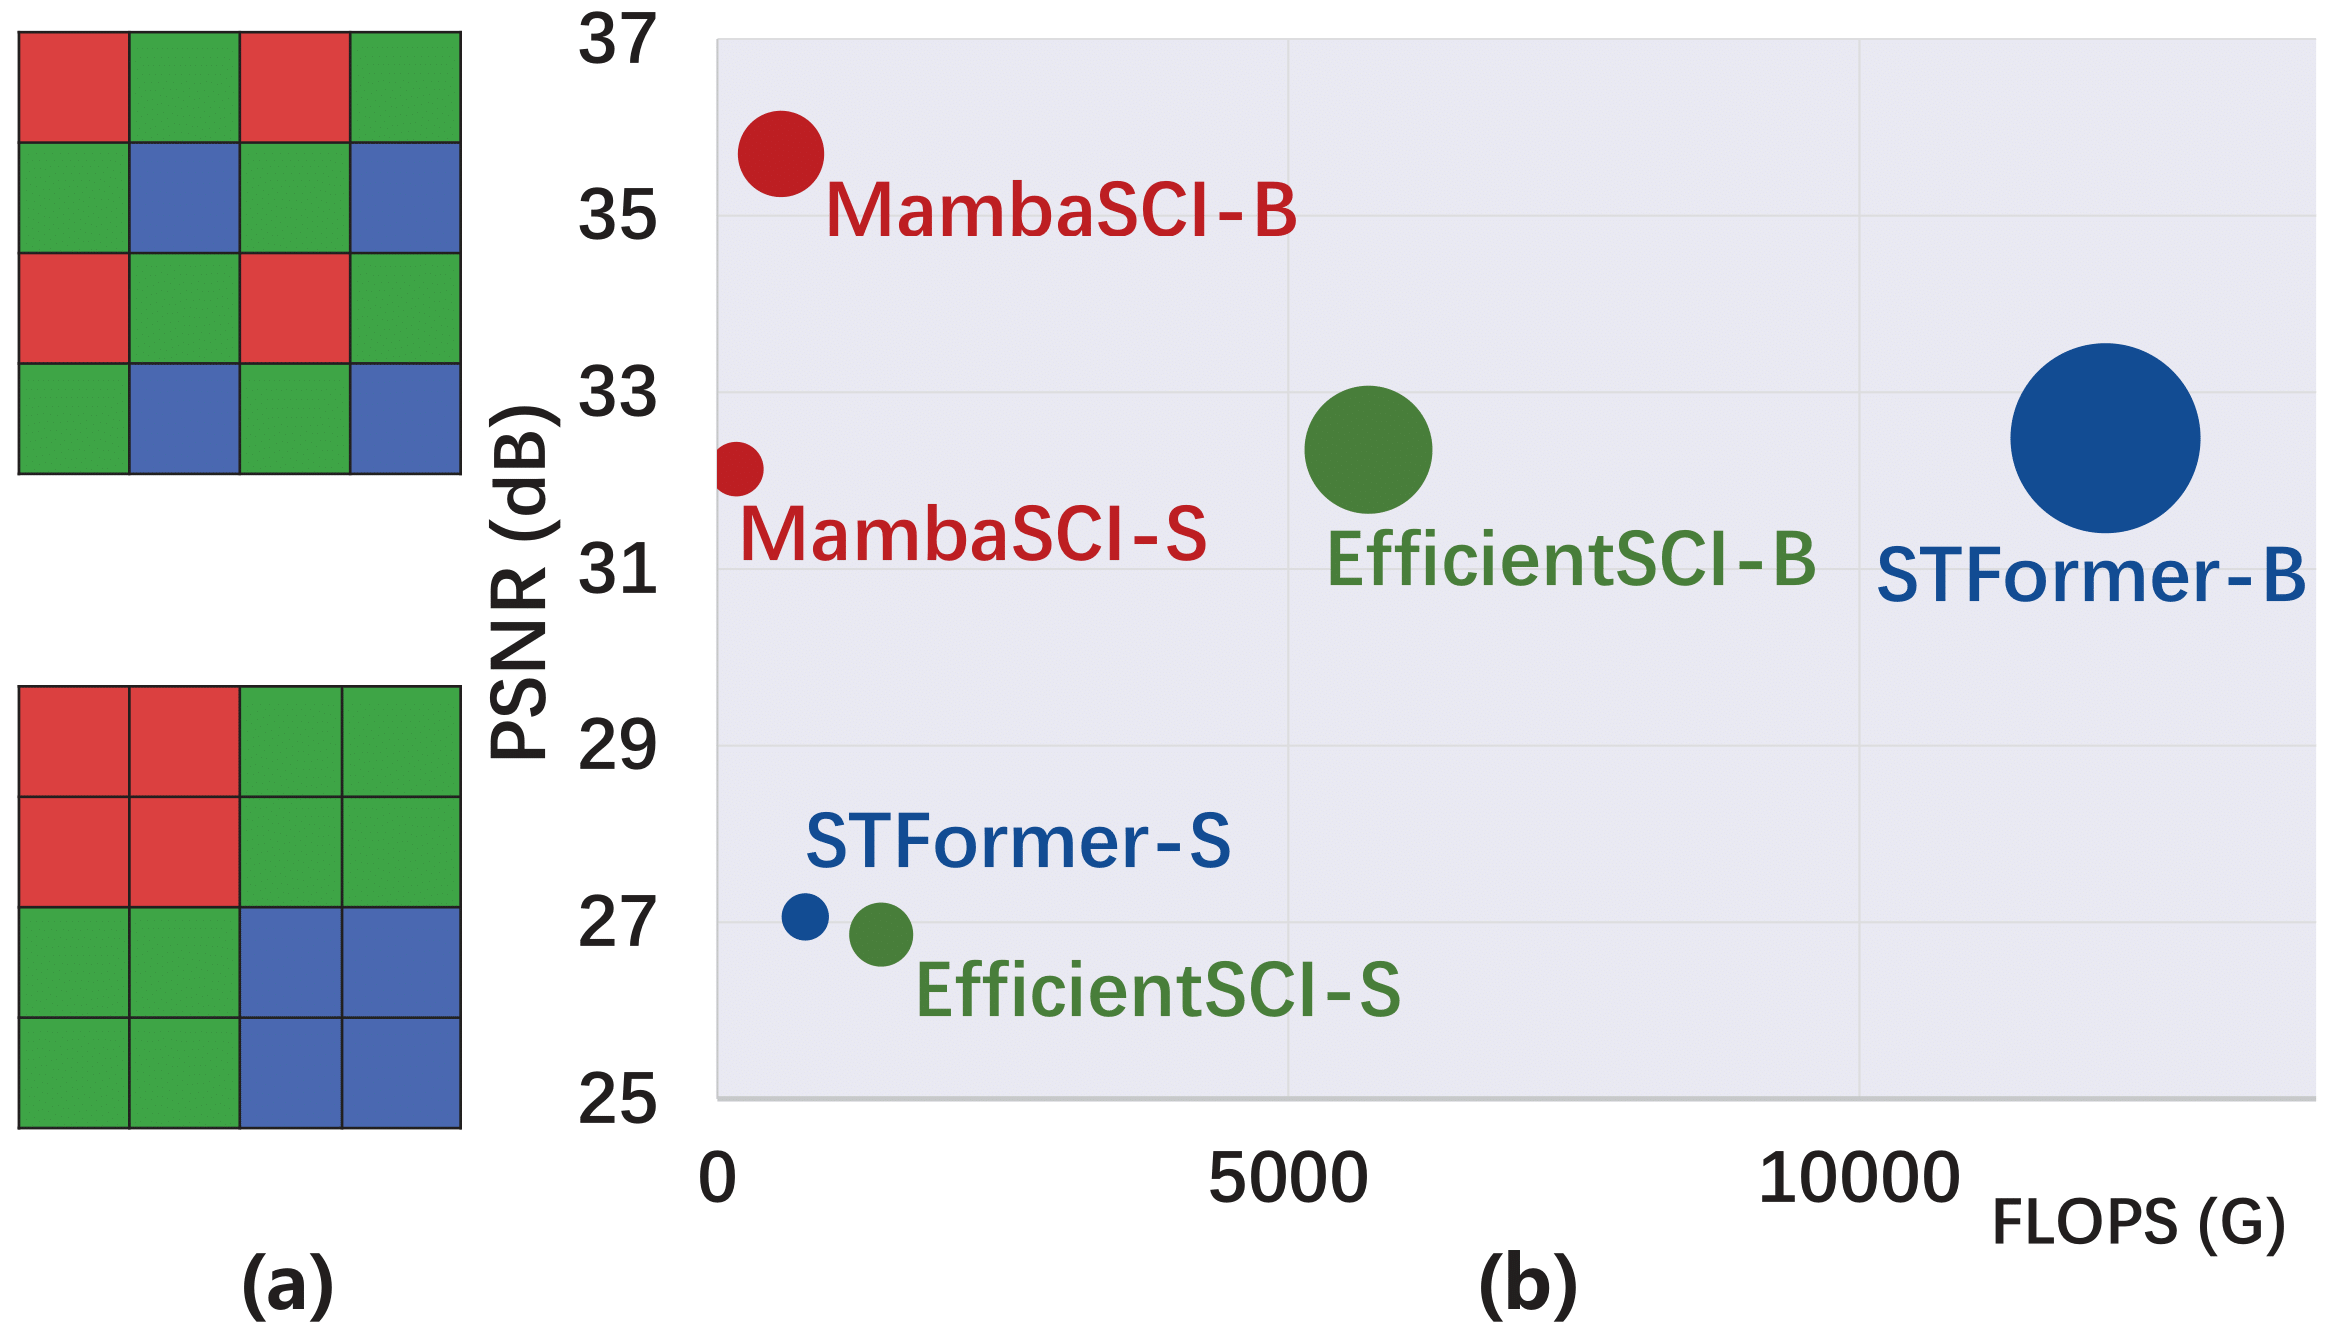 37
35
33
31
29
27
25
PSNR (dB)
MambaSCI-B
MambaSCI-S
EfficientSCI-B
STFormer-B
STFormer-S
EfficientSCI-S
0 5000 10000
FLOPS (G)
(a) (b)